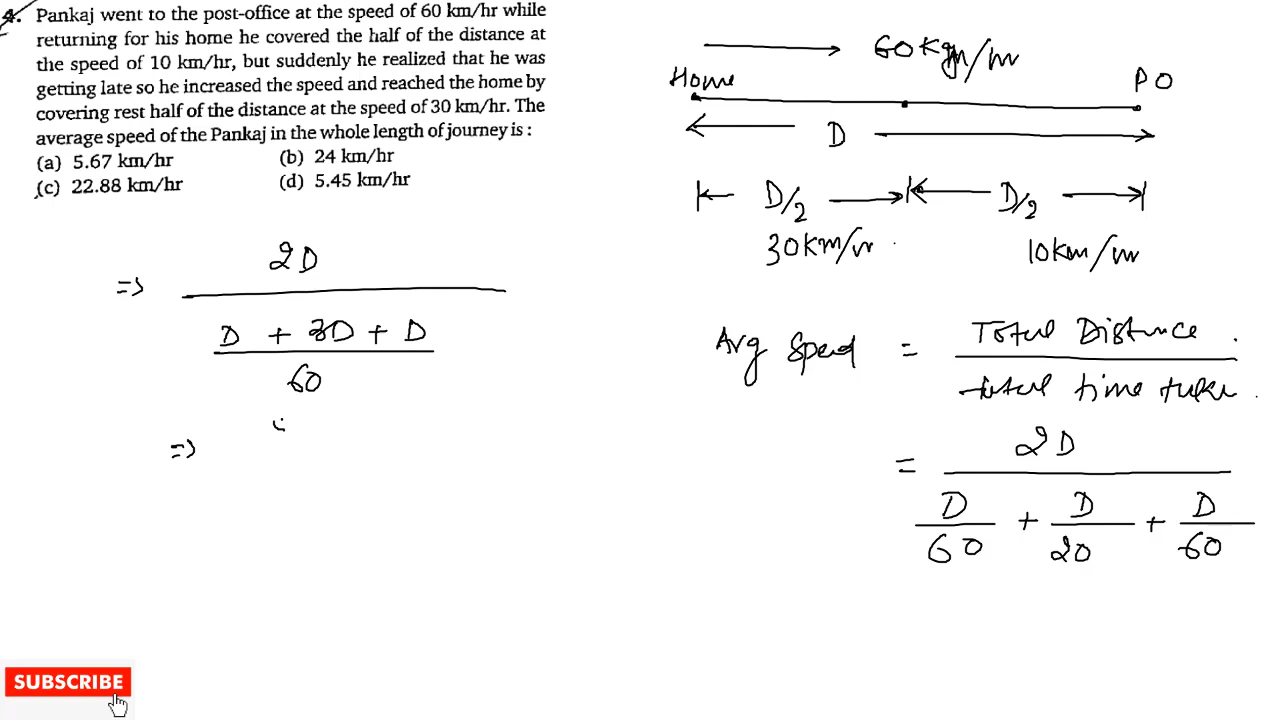 4. Pankaj went to the post-office at the speed of 60 km/hr while
returning for his home he covered the half of the distance at
the speed of 10 km/hr, but suddenly he realized that he was
getting late so he increased the speed and reached the home by
covering rest half of the distance at the speed of 30 km/hr. The
average speed of the Pankaj in the whole length of journey is :
(a) 5.67 km/hr (b) 24 km/hr
(c) 22.88 km/hr (d) 5.45 km/hr
60 Km/hr
Home PO
D
D/2 D/2
30 km/hr 10 km/hr
Avg Speed = Total Distance
total time taken
= 2D
D/60 + D/20 + D/60
=> 2D
D + 3D + D
60
=>
SUBSCRIBE